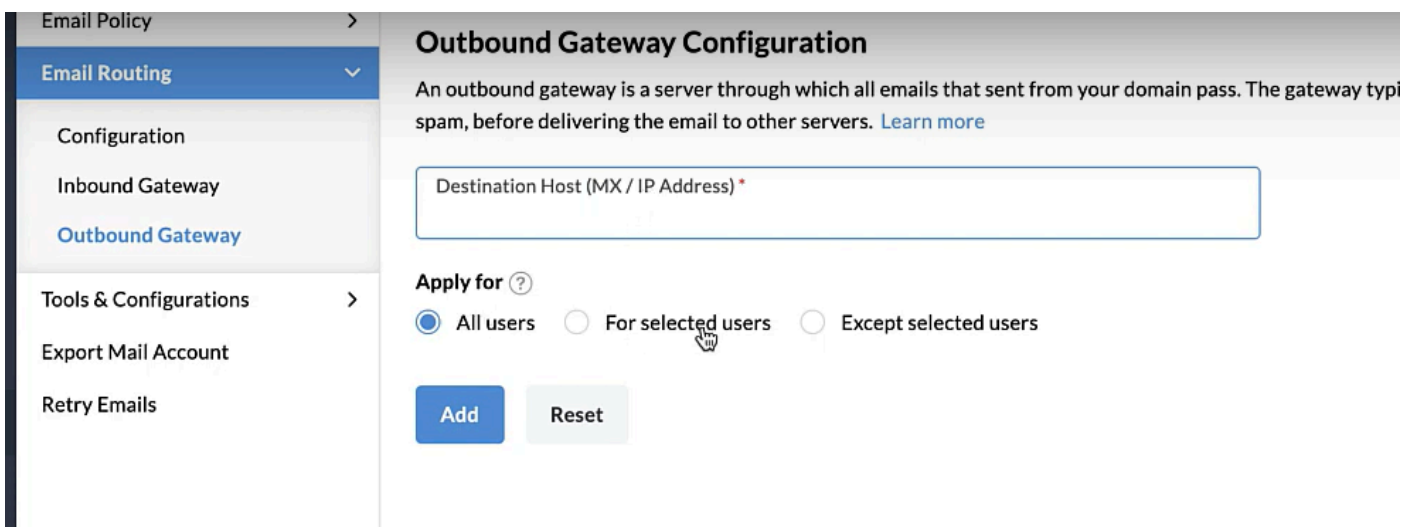 Email Policy
Email Routing
Configuration
Inbound Gateway
Outbound Gateway
Tools & Configurations
Export Mail Account
Retry Emails
Outbound Gateway Configuration
An outbound gateway is a server through which all emails that sent from your domain pass. The gateway typi
spam, before delivering the email to other servers. Learn more
Destination Host (MX / IP Address) *
Apply for ?
All users For selected users Except selected users
Add Reset